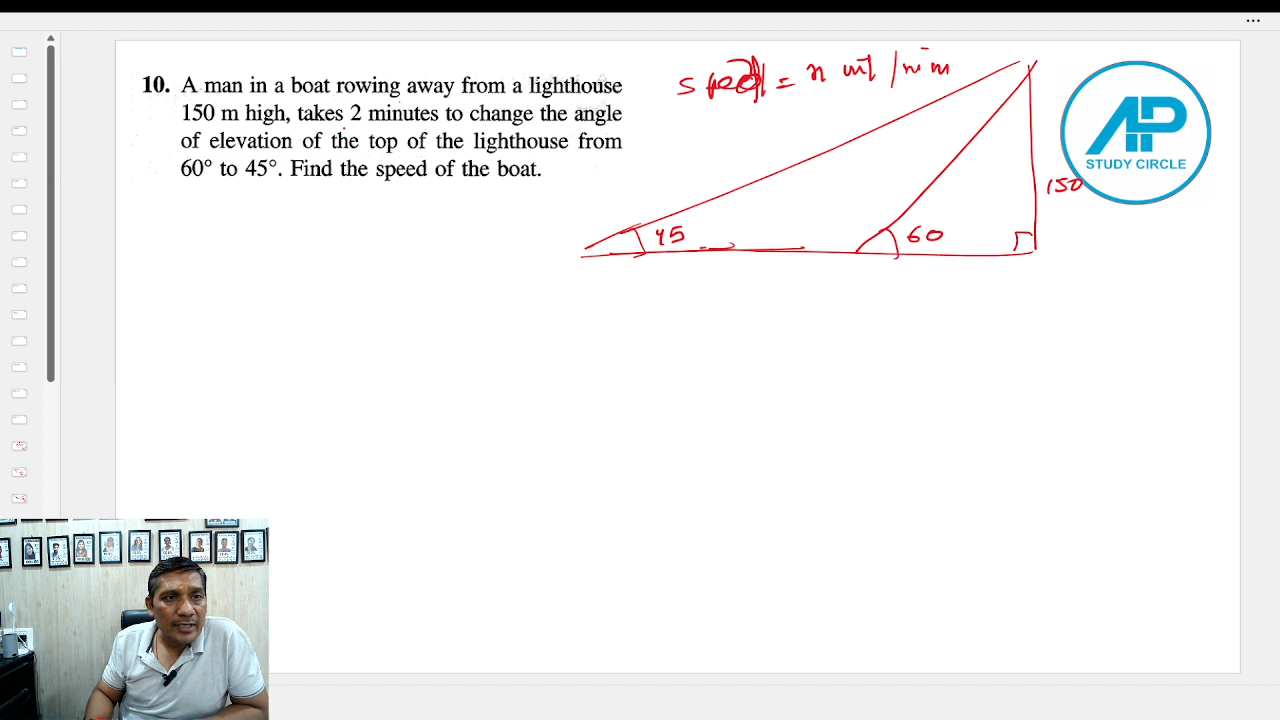 10. A man in a boat rowing away from a lighthouse
150 m high, takes 2 minutes to change the angle
of elevation of the top of the lighthouse from
60° to 45°. Find the speed of the boat.
speed = x mt/min
AP
STUDY CIRCLE
150
45
60